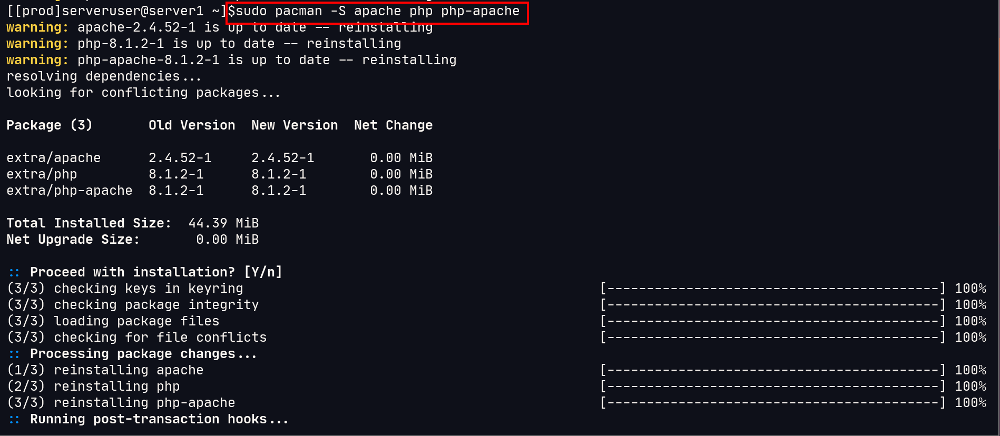 [[prod]serveruser@server1 ~]$sudo pacman -S apache php php-apache
warning: apache-2.4.52-1 is up to date -- reinstalling
warning: php-8.1.2-1 is up to date -- reinstalling
warning: php-apache-8.1.2-1 is up to date -- reinstalling
resolving dependencies...
looking for conflicting packages...
Package (3) Old Version New Version Net Change
extra/apache 2.4.52-1 2.4.52-1 0.00 MiB
extra/php 8.1.2-1 8.1.2-1 0.00 MiB
extra/php-apache 8.1.2-1 8.1.2-1 0.00 MiB
Total Installed Size: 44.39 MiB
Net Upgrade Size: 0.00 MiB
:: Proceed with installation? [Y/n]
(3/3) checking keys in keyring [------------------------------------------] 100%
(3/3) checking package integrity [------------------------------------------] 100%
(3/3) loading package files [------------------------------------------] 100%
(3/3) checking for file conflicts [------------------------------------------] 100%
:: Processing package changes...
(1/3) reinstalling apache [------------------------------------------] 100%
(2/3) reinstalling php [------------------------------------------] 100%
(3/3) reinstalling php-apache [------------------------------------------] 100%
:: Running post-transaction hooks...